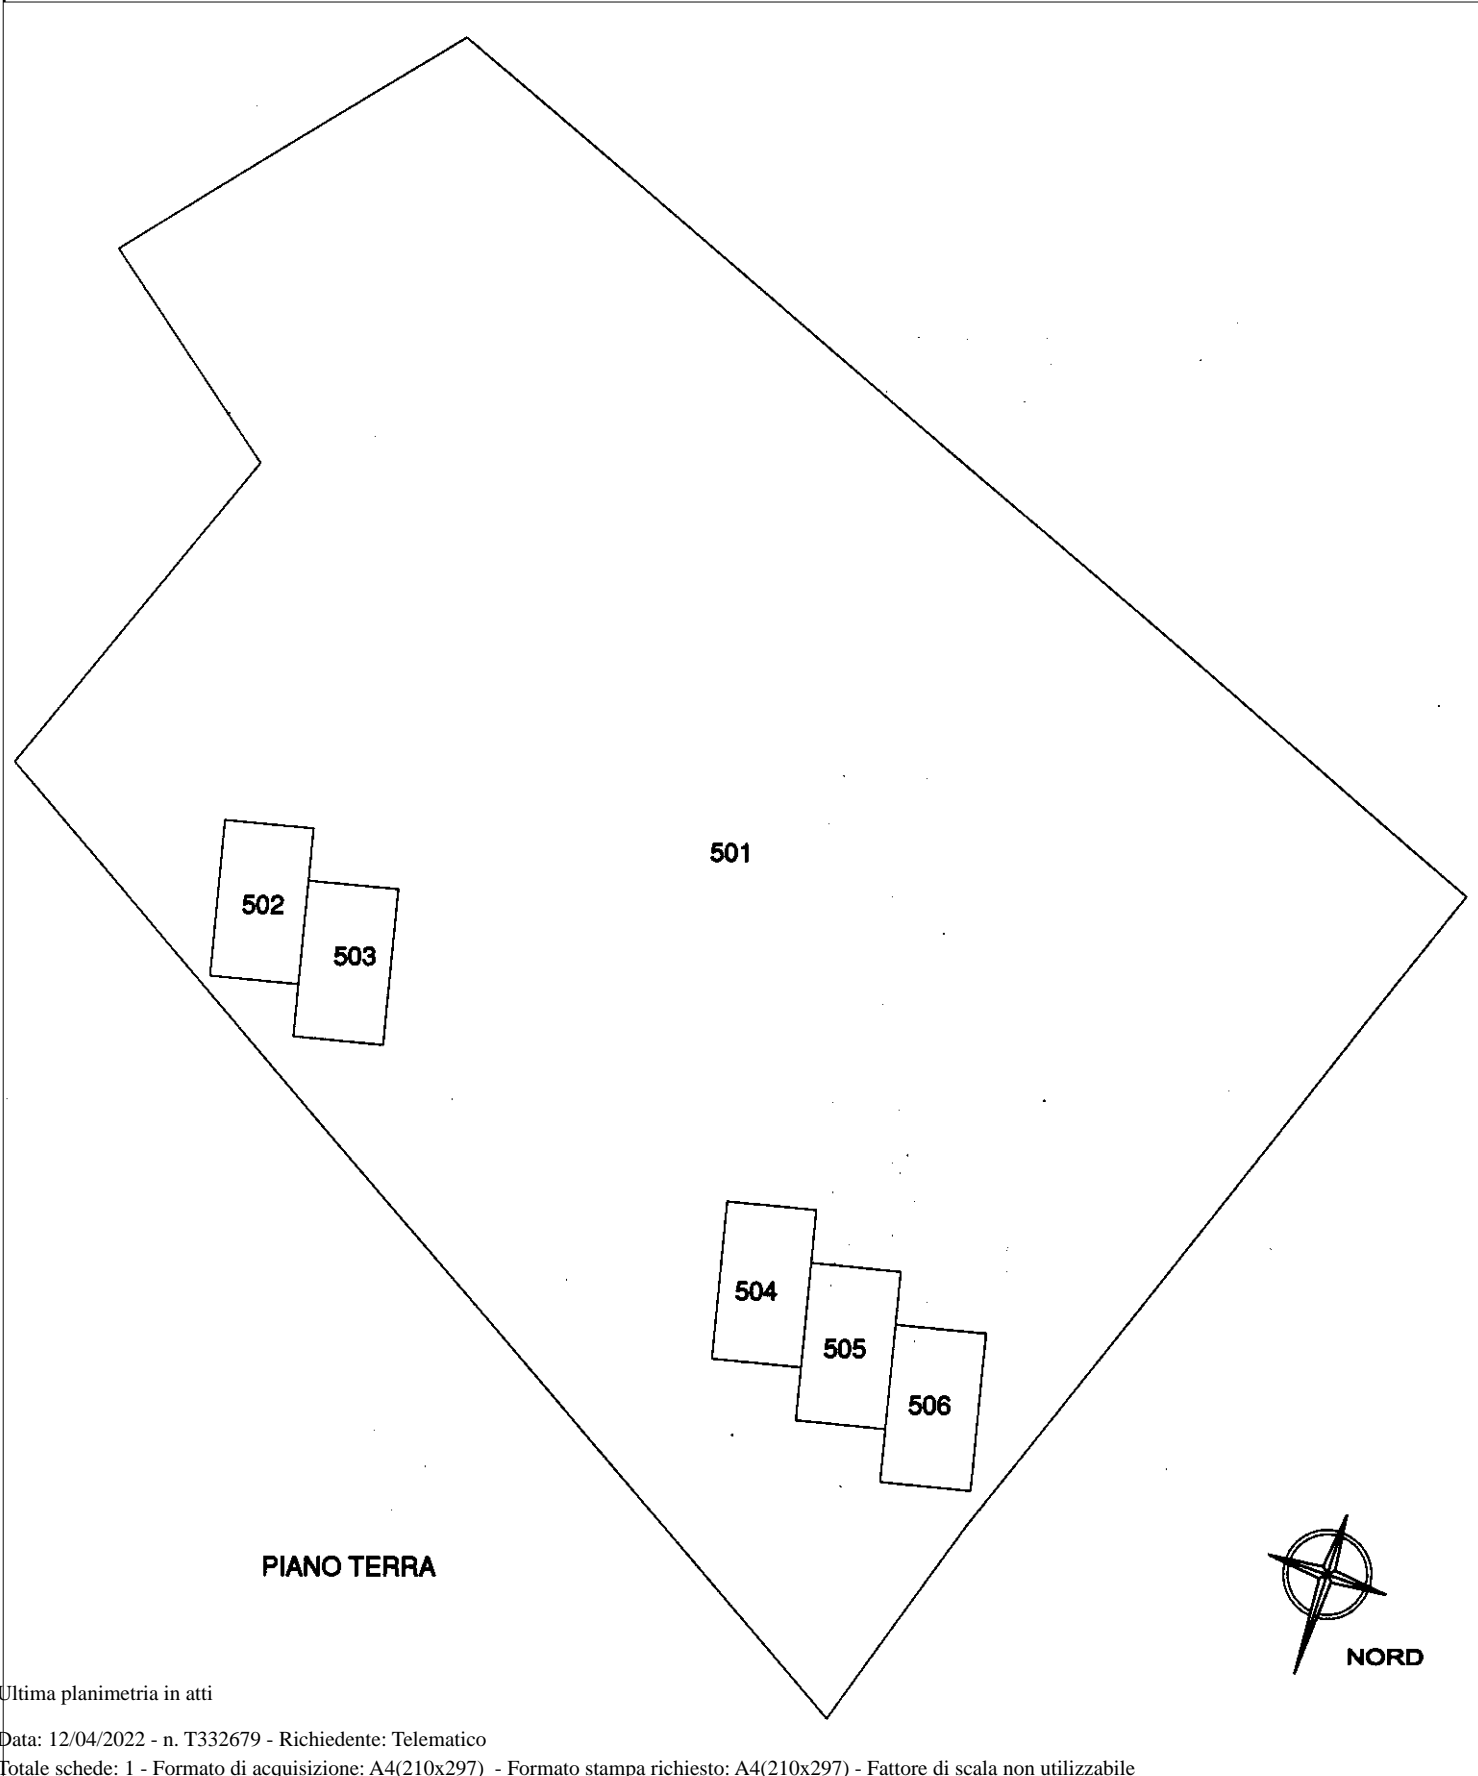 501
502
503
504
505
506
PIANO TERRA
NORD
Ultima planimetria in atti
Data: 12/04/2022 - n. T332679 - Richiedente: Telematico
Totale schede: 1 - Formato di acquisizione: A4(210x297) - Formato stampa richiesto: A4(210x297) - Fattore di scala non utilizzabile